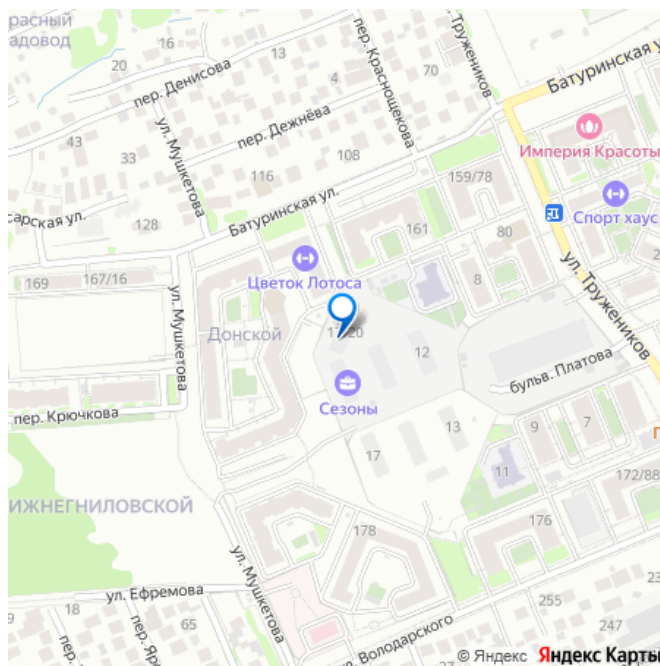 расный
адовод
16
20
13
4
пер. Денисова
пер. Краснощекова
70
ул. Тружеников
Батуринская ул.
43
33
ул. Мушкетова
пер. Дежнёва
108
116
Империя Красоты
159/78
сарская ул.
128
Батуринская ул.
161
80
Спорт хаус
169
167/16
Цветок Лотоса
8
ул. Тружеников
ул. Мушкетова
Донской
12
Сезоны
бульв. Платова
пер. Крючкова
17
13
9
7
11
172/88
ИЖНЕГНИЛОВСКОЙ
178
176
ул. Мушкетова
ул. Ефремова
18
65
255
247
ул. Володарского
© Яндекс Яндекс Карты